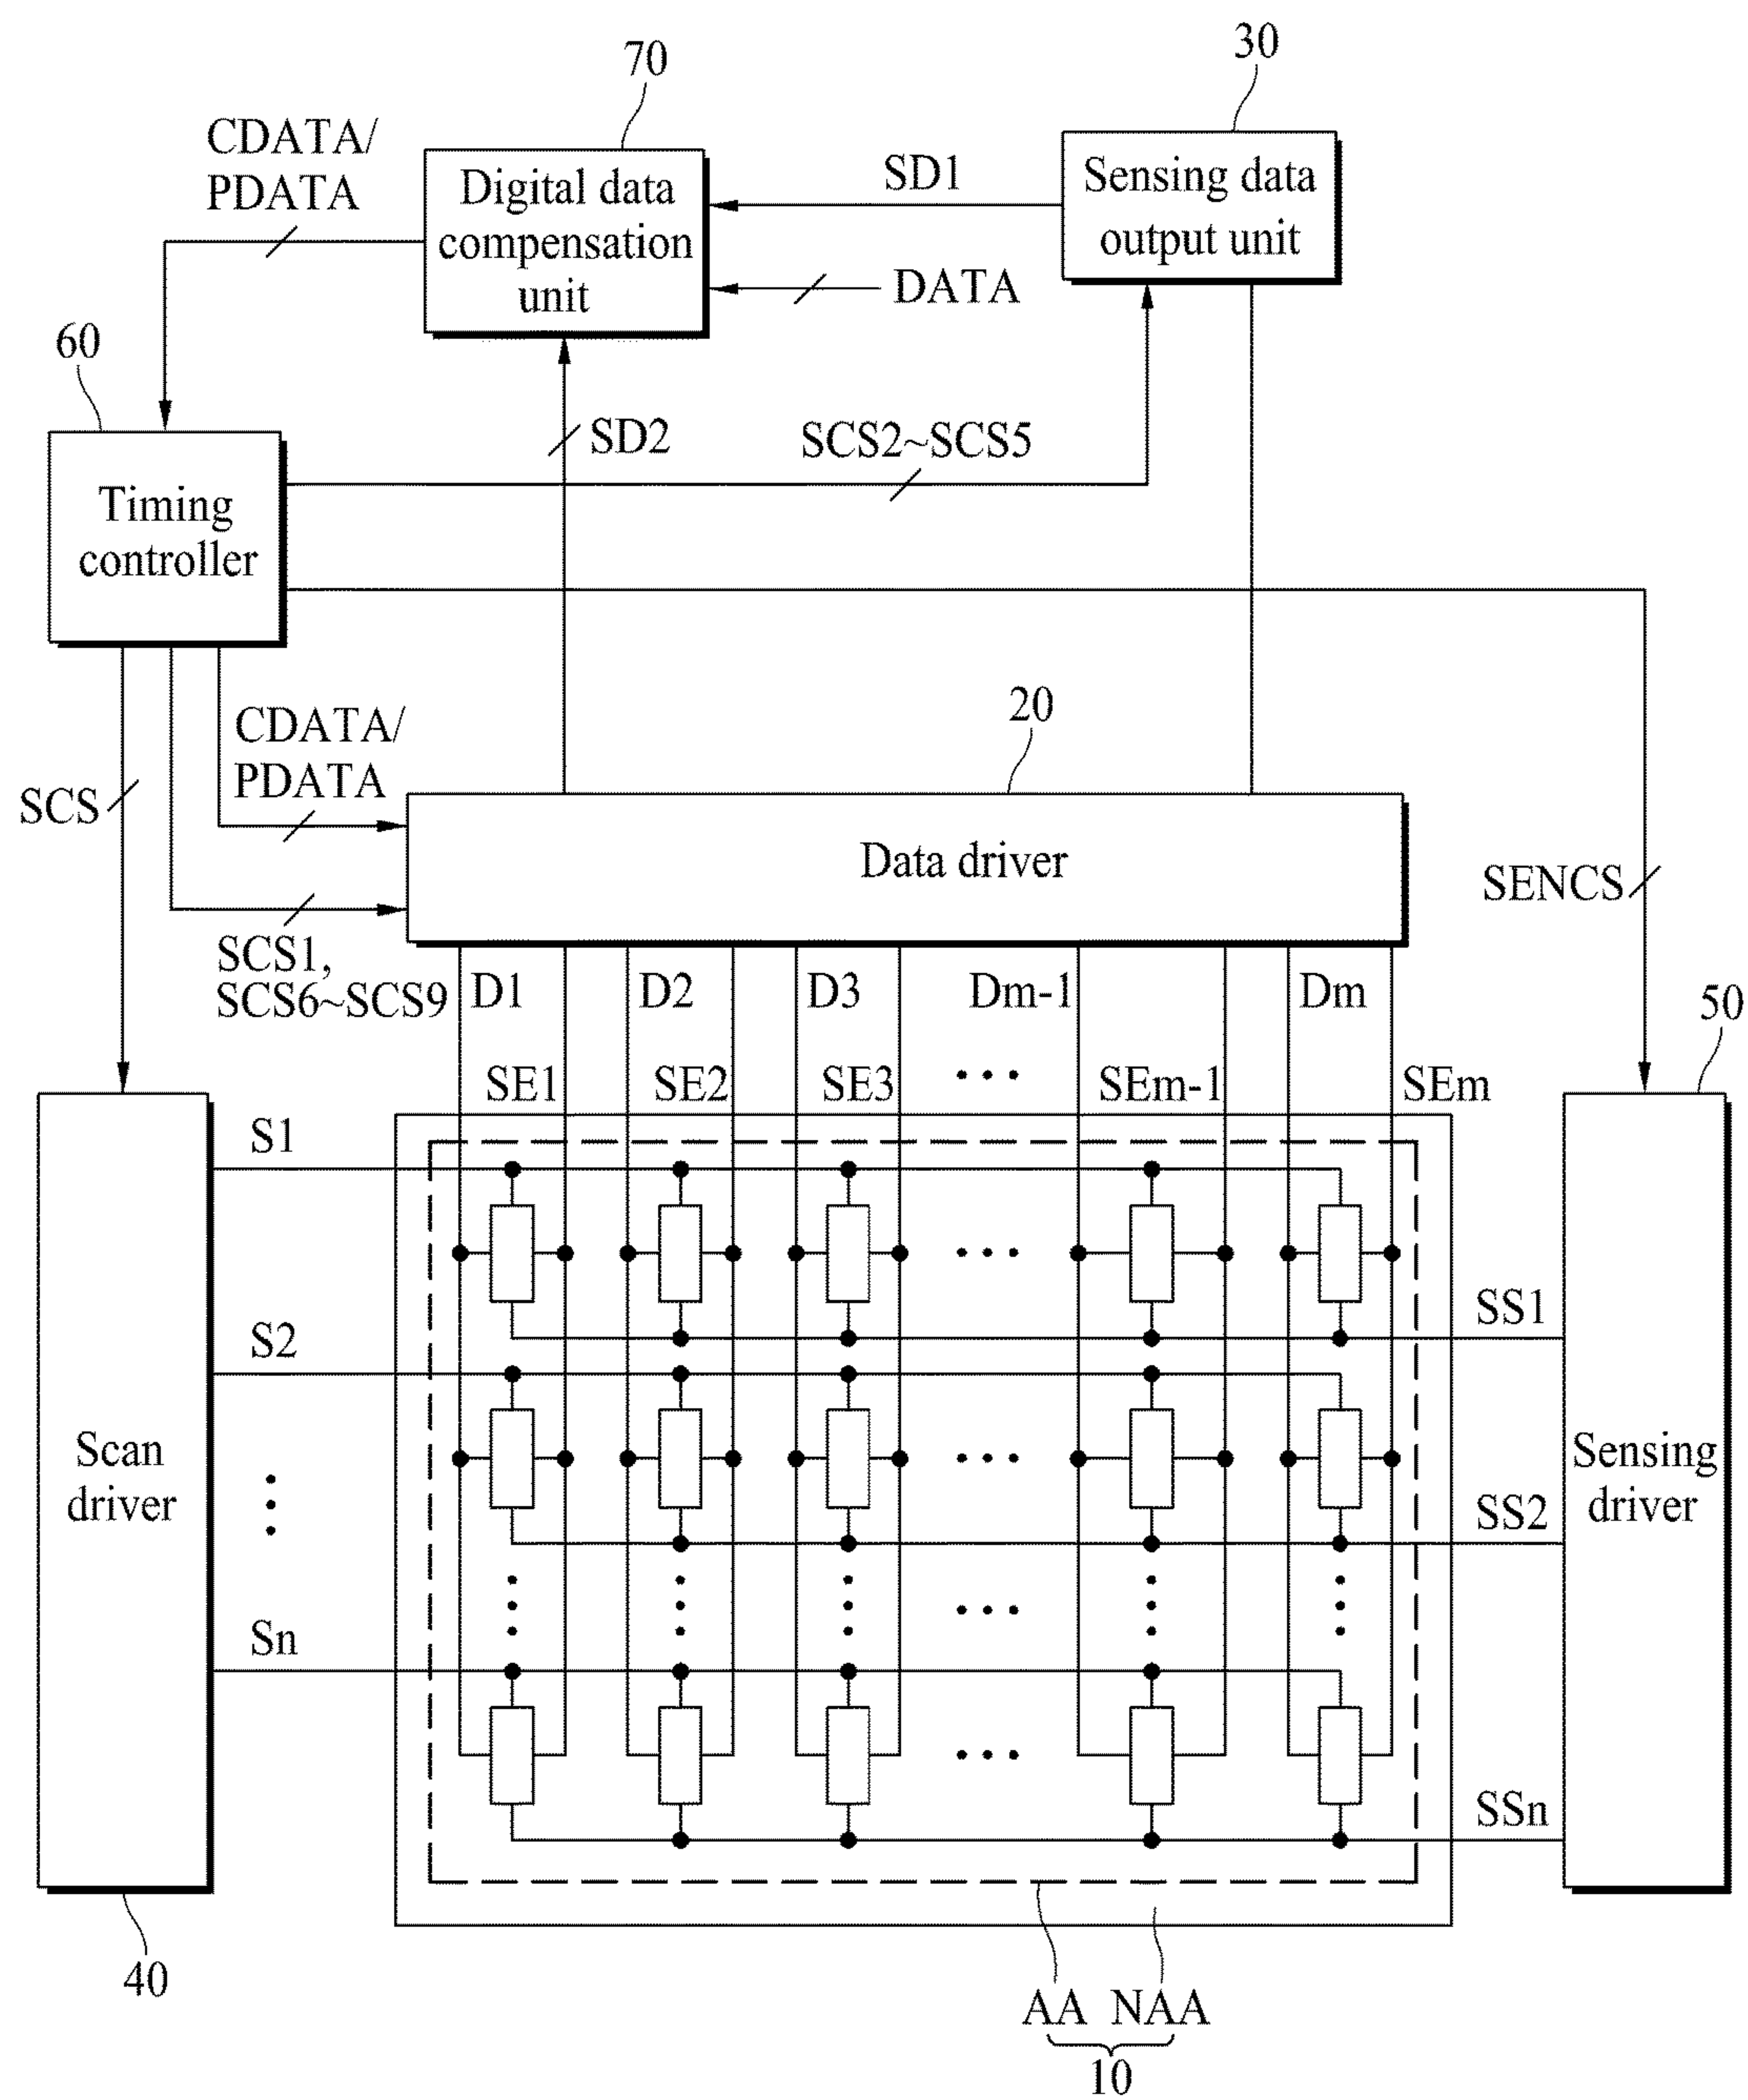 70
30
CDATA/
PDATA
Digital data
compensation
unit
SD1
Sensing data
output unit
DATA
60
SD2
SCS2~SCS5
Timing
controller
20
CDATA/
PDATA
SCS
Data driver
SENCS
SCS1,
SCS6~SCS9
D1
D2
D3
Dm-1
Dm
50
SE1
SE2
SE3
SEm-1
SEm
S1
SS1
S2
Scan
driver
Sensing
driver
SS2
Sn
SSn
40
AA
NAA
10